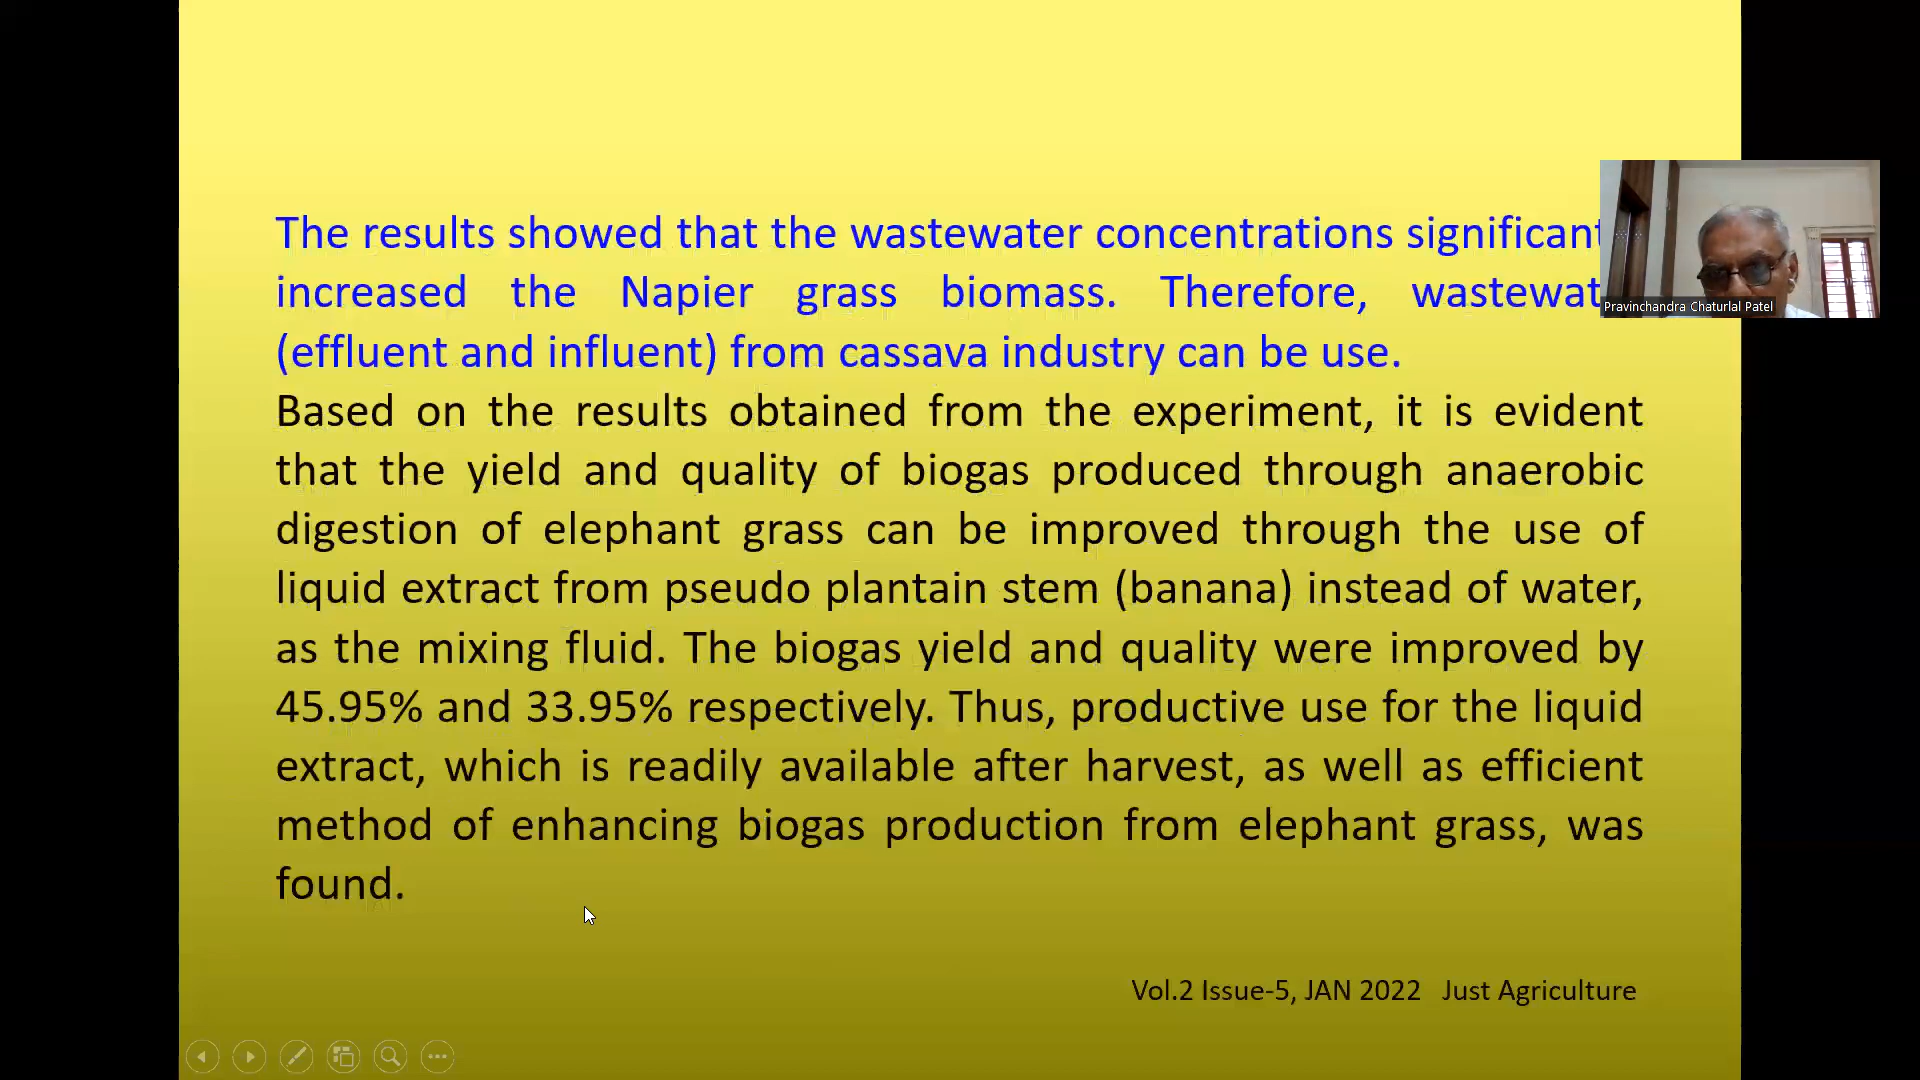 The results showed that the wastewater concentrations significant
increased the Napier grass biomass. Therefore, wastewat
(effluent and influent) from cassava industry can be use.
Based on the results obtained from the experiment, it is evident
that the yield and quality of biogas produced through anaerobic
digestion of elephant grass can be improved through the use of
liquid extract from pseudo plantain stem (banana) instead of water,
as the mixing fluid. The biogas yield and quality were improved by
45.95% and 33.95% respectively. Thus, productive use for the liquid
extract, which is readily available after harvest, as well as efficient
method of enhancing biogas production from elephant grass, was
found.
Vol.2 Issue-5, JAN 2022 Just Agriculture
Pravinchandra Chaturlal Patel